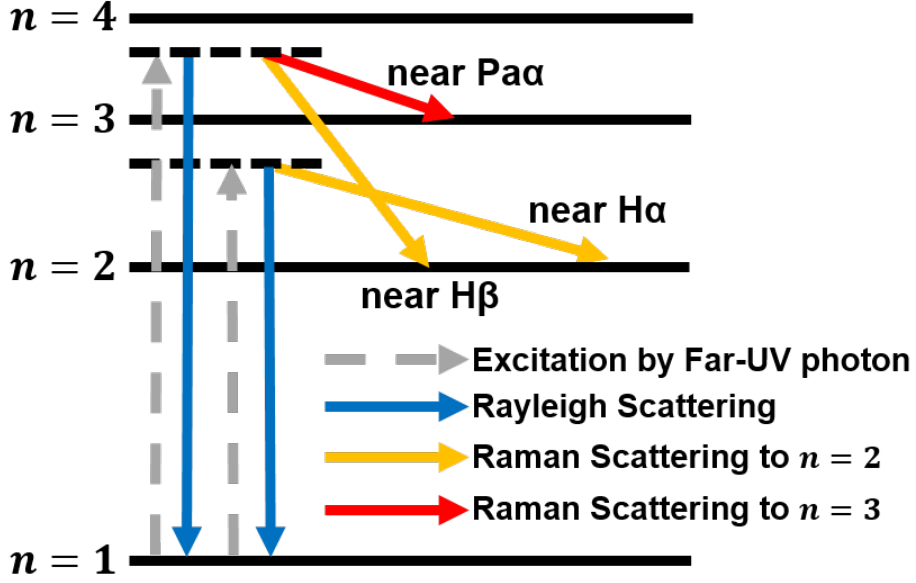 n = 4
near Paα
n = 3
near Hα
n = 2
near Hβ
Excitation by Far-UV photon
Rayleigh Scattering
Raman Scattering to n = 2
Raman Scattering to n = 3
n = 1